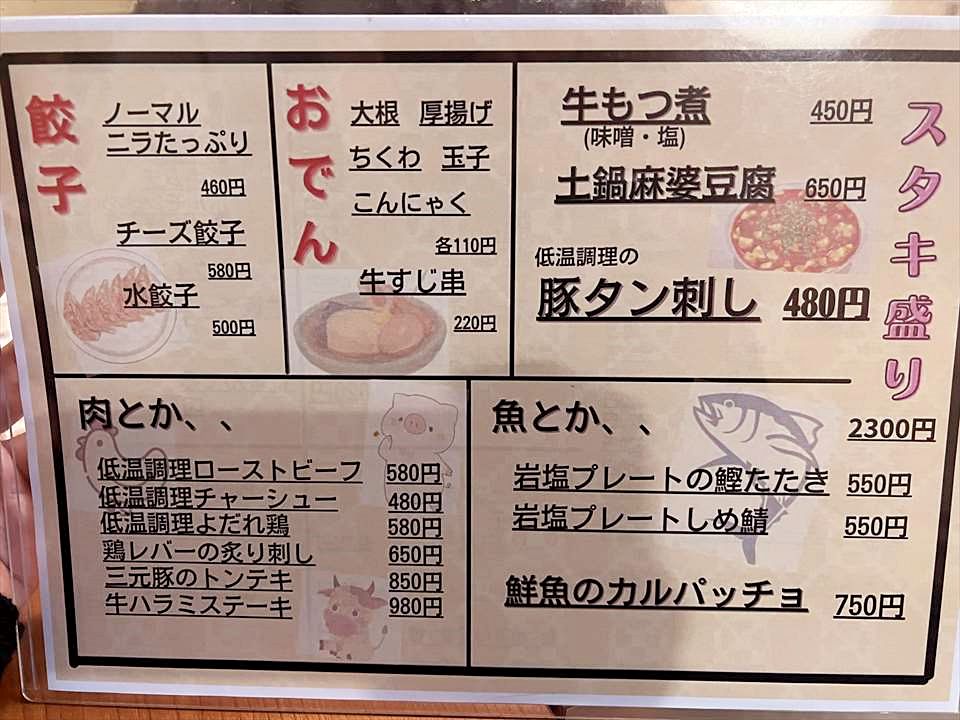 餃子
ノーマル
ニラたっぷり
460円
チーズ餃子
580円
水餃子
500円
おでん
大根 厚揚げ
ちくわ 玉子
こんにゃく
各110円
牛すじ串
220円
牛もつ煮 450円
(味噌・塩)
土鍋麻婆豆腐 650円
低温調理の
豚タン刺し 480円
スタキ盛り
2300円
肉とか、、
低温調理ローストビーフ 580円
低温調理チャーシュー 480円
低温調理よだれ鶏 580円
鶏レバーの炙り刺し 650円
三元豚のトンテキ 850円
牛ハラミステーキ 980円
魚とか、、
岩塩プレートの鰹たたき 550円
岩塩プレートしめ鯖 550円
鮮魚のカルパッチョ 750円